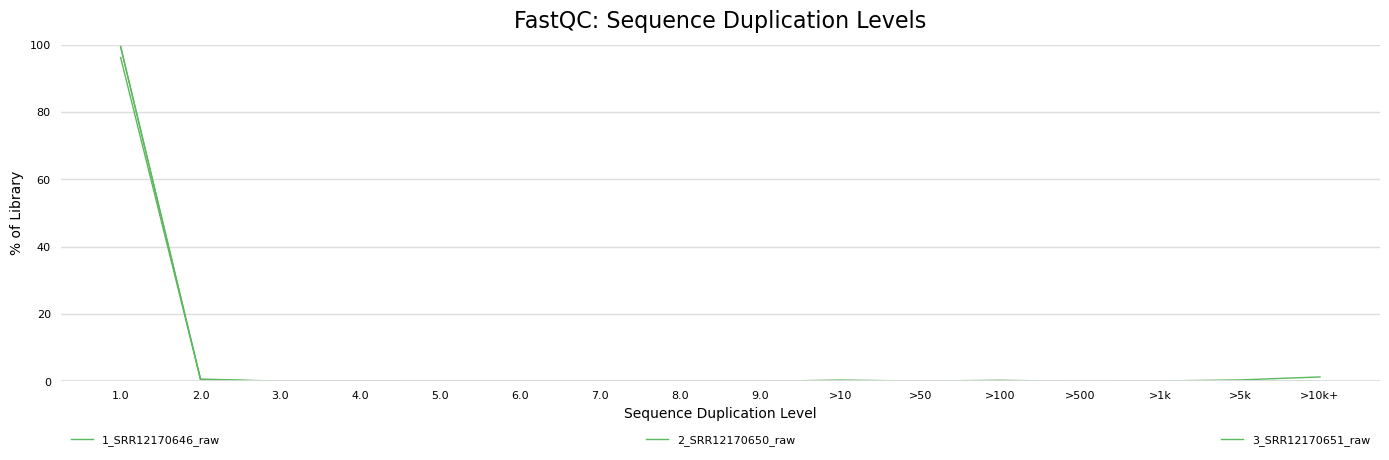 FastQC: Sequence Duplication Levels
100
80
60
40
20
0
% of Library
1.0 2.0 3.0 4.0 5.0 6.0 7.0 8.0 9.0 >10 >50 >100 >500 >1k >5k >10k+
Sequence Duplication Level
1_SRR12170646_raw 2_SRR12170650_raw 3_SRR12170651_raw